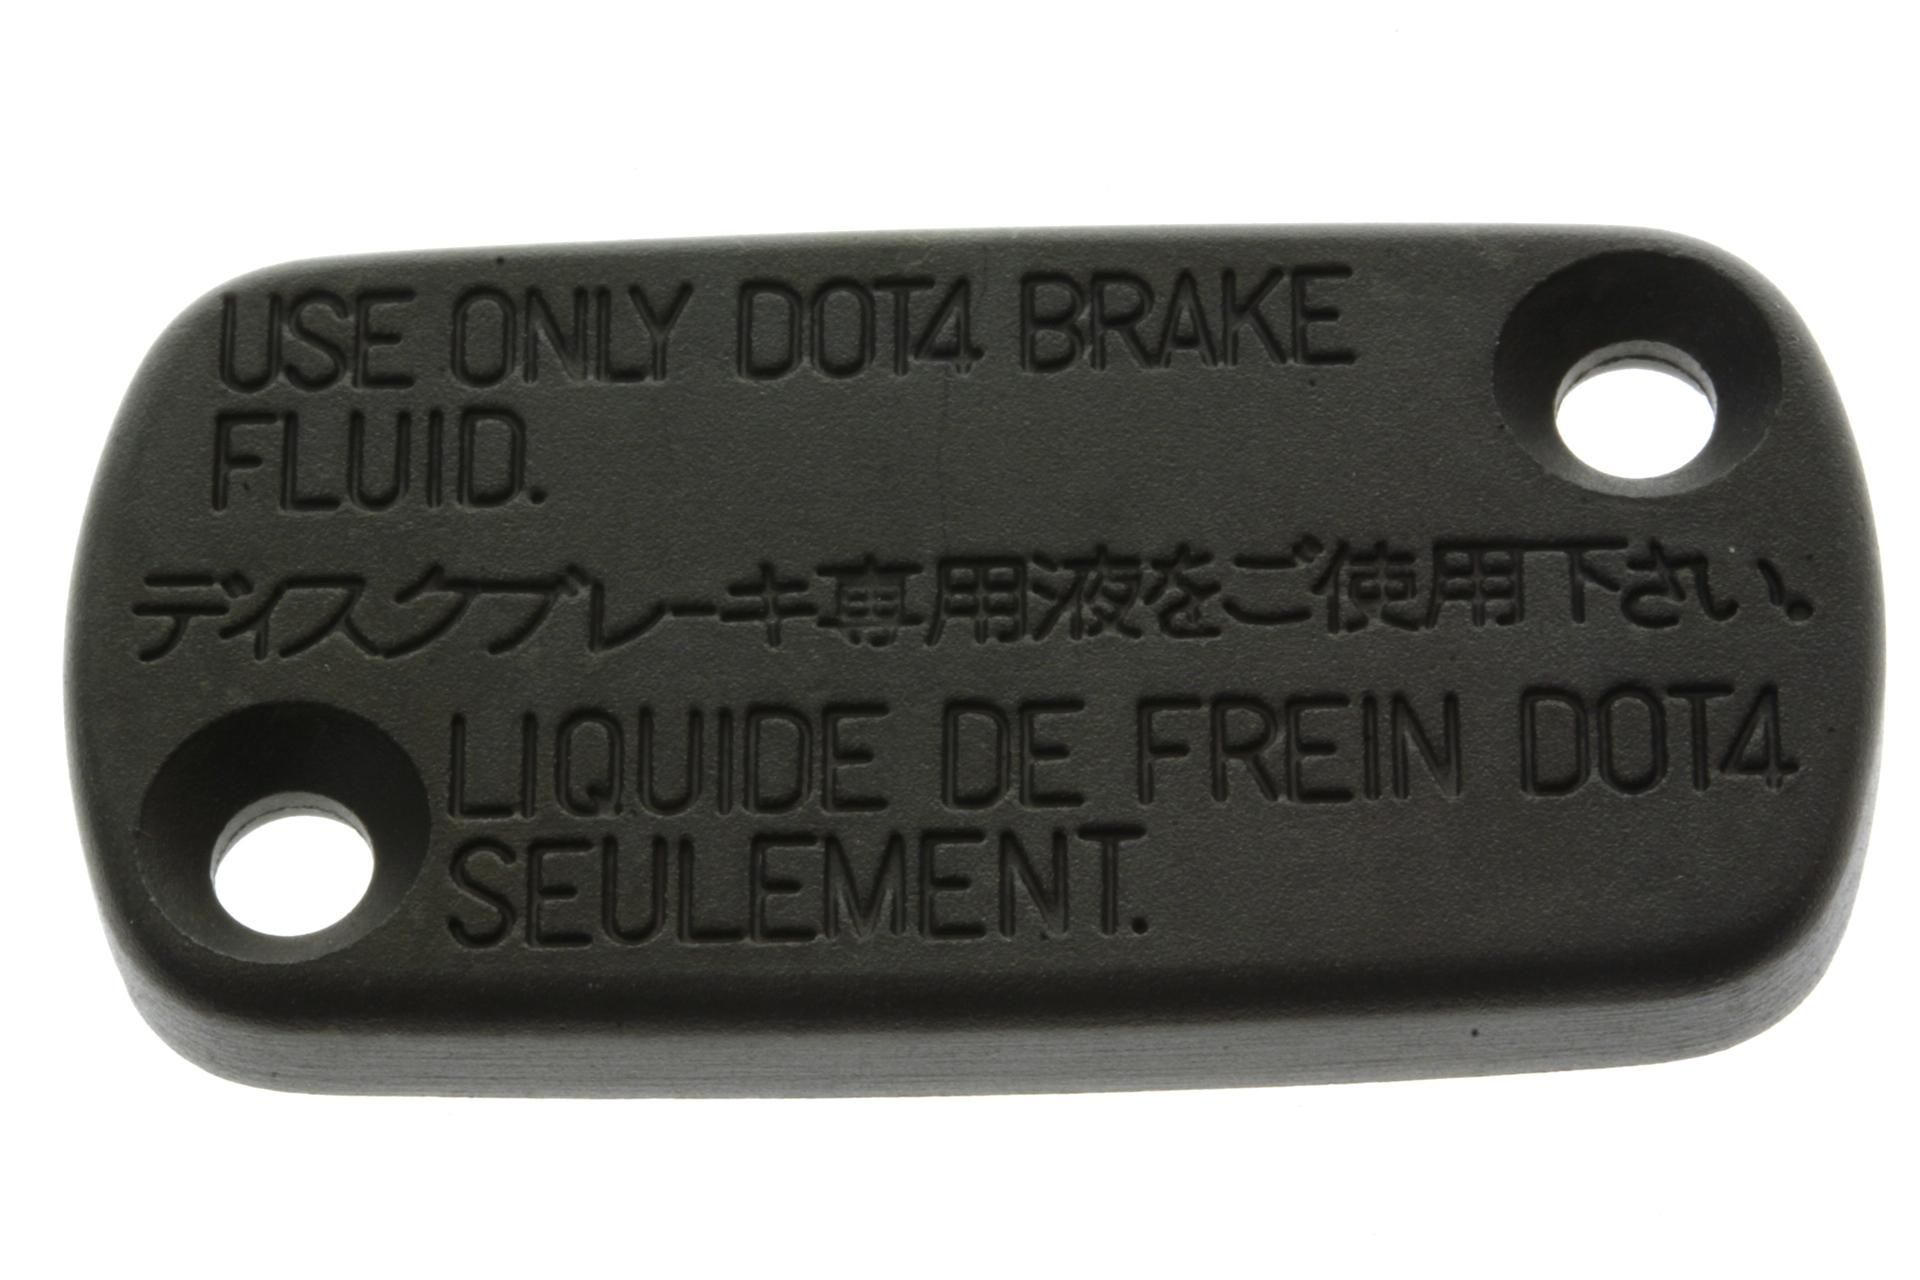 USE ONLY DOT4 BRAKE
FLUID.
ディスクブレーキ専用液をご使用下さい。
LIQUIDE DE FREIN DOT4
SEULEMENT.